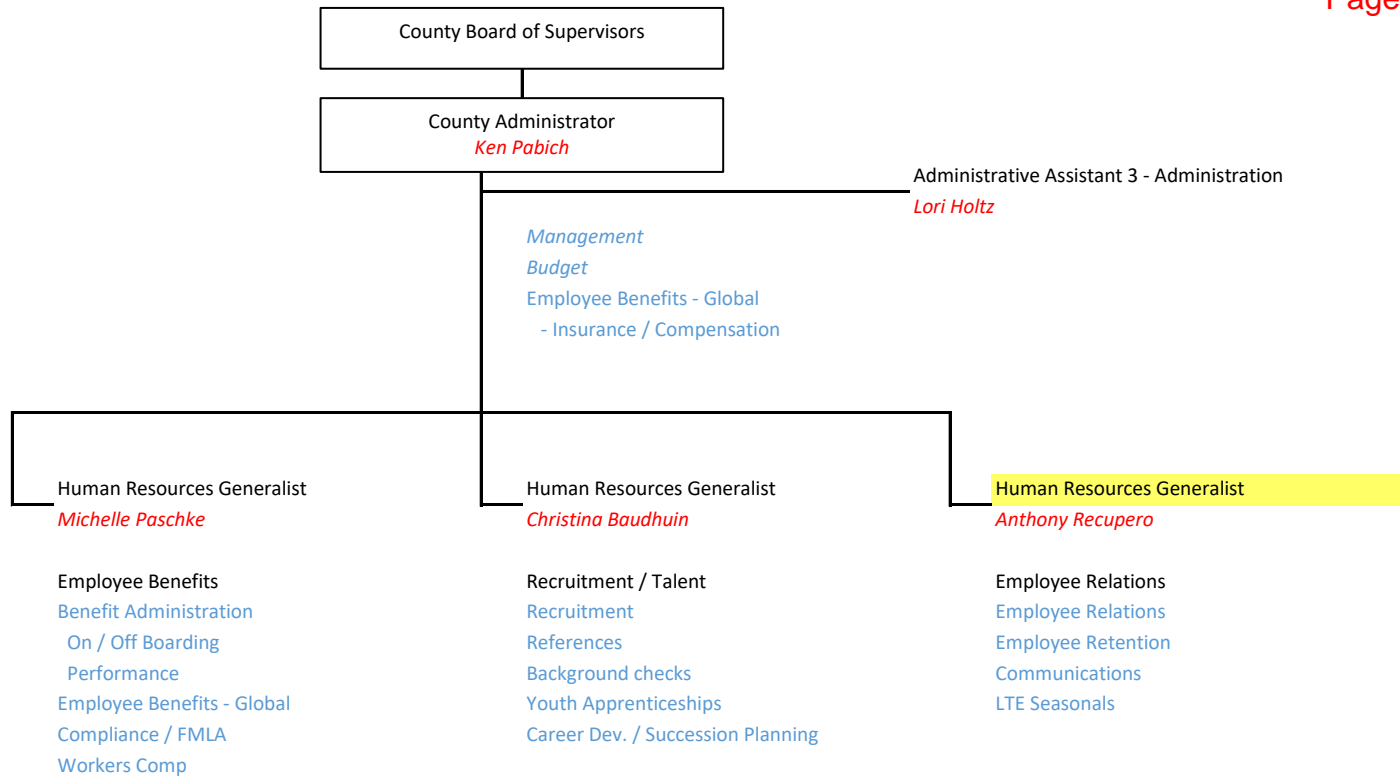 Page
County Board of Supervisors
County Administrator
Ken Pabich
Administrative Assistant 3 - Administration
Lori Holtz
Management
Budget
Employee Benefits - Global
- Insurance / Compensation
Human Resources Generalist
Michelle Paschke
Employee Benefits
Benefit Administration
On / Off Boarding
Performance
Employee Benefits - Global
Compliance / FMLA
Workers Comp
Human Resources Generalist
Christina Baudhuin
Recruitment / Talent
Recruitment
References
Background checks
Youth Apprenticeships
Career Dev. / Succession Planning
Human Resources Generalist
Anthony Recupero
Employee Relations
Employee Relations
Employee Retention
Communications
LTE Seasonals